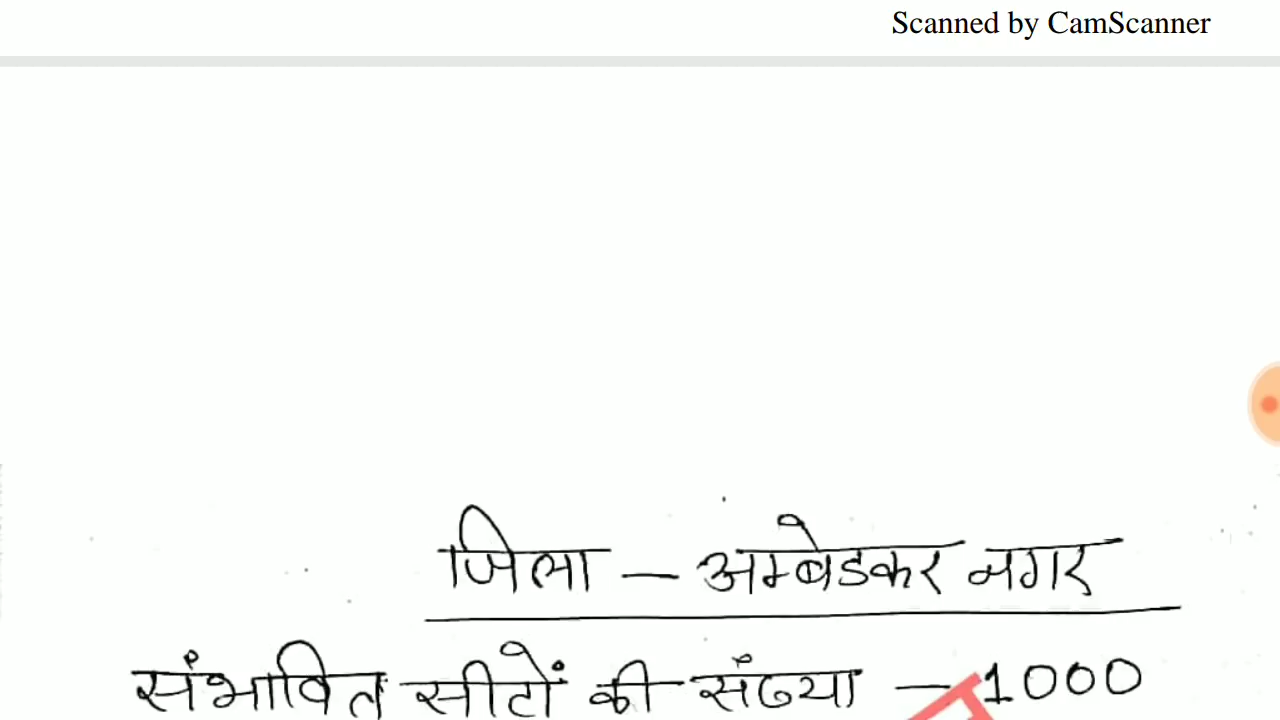 Scanned by CamScanner
जिला — अम्बेडकर नगर
संभावित सीटों की संख्या — 1000